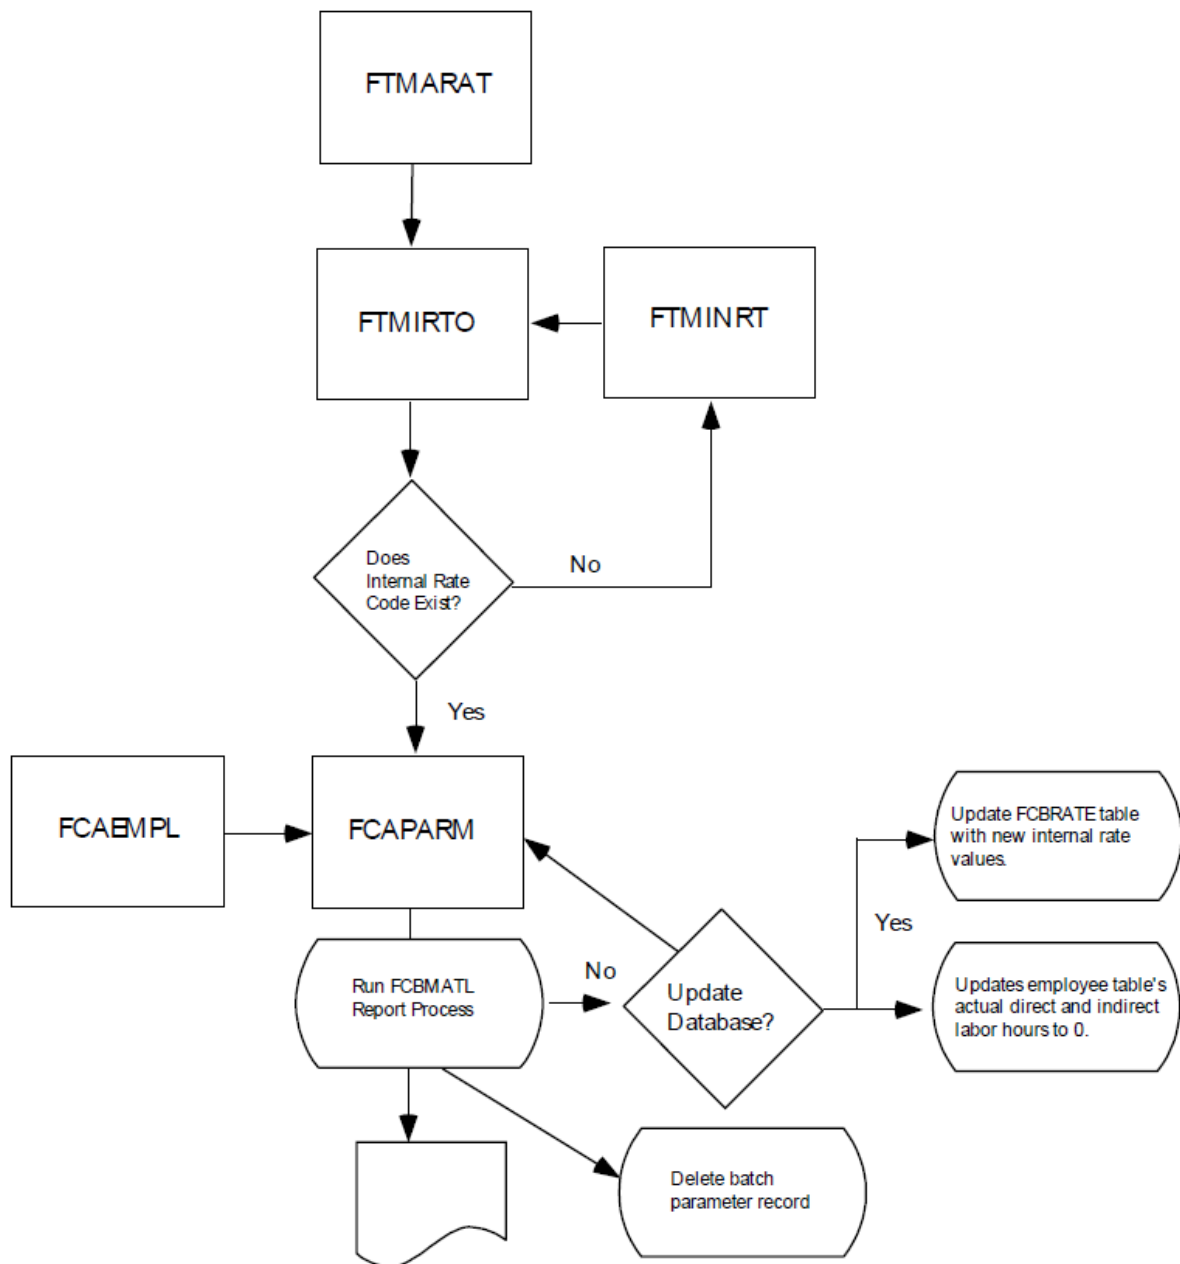 FTMARAT
FTMIRTO
FTMINRT
Does
Internal Rate
Code Exist?
No
Yes
FCAEMPL
FCAPARM
Update FCBRATE table
with new internal rate
values.
Yes
Run FCBMATL
Report Process
No
Update
Database?
Updates employee table's
actual direct and indirect
labor hours to 0.
Delete batch
parameter record